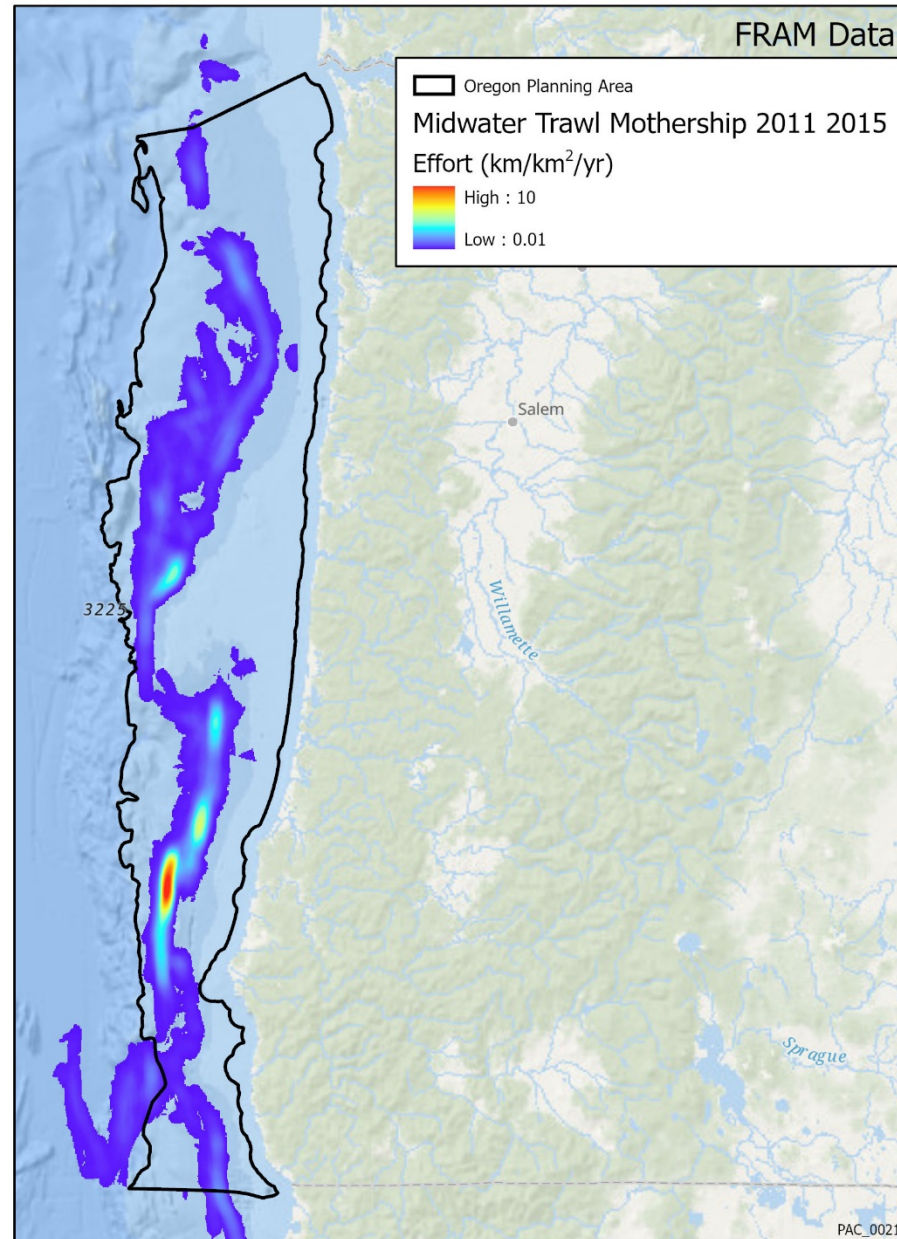 FRAM Data
Oregon Planning Area
Midwater Trawl Mothership 2011 2015
Effort (km/km²/yr)
High : 10
Low : 0.01
Salem
3225
Willamette
Sprague
PAC_0021